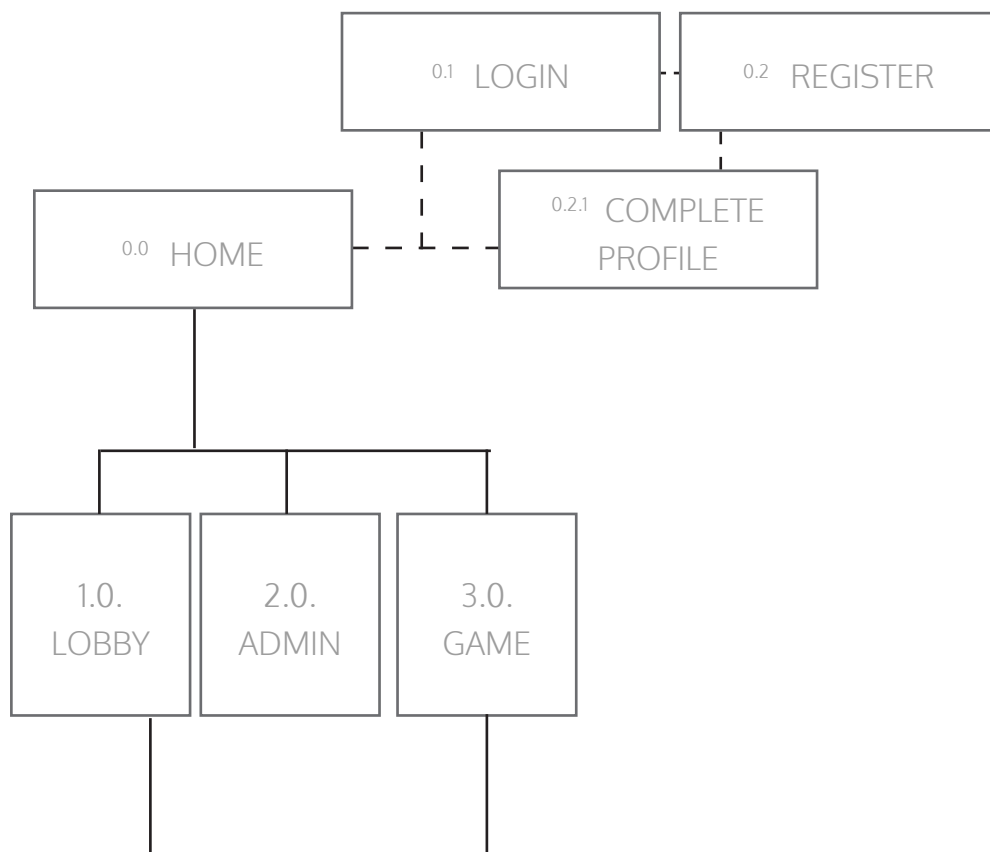 0.1 LOGIN
0.2 REGISTER
0.2.1 COMPLETE
PROFILE
0.0 HOME
1.0.
LOBBY
2.0.
ADMIN
3.0.
GAME